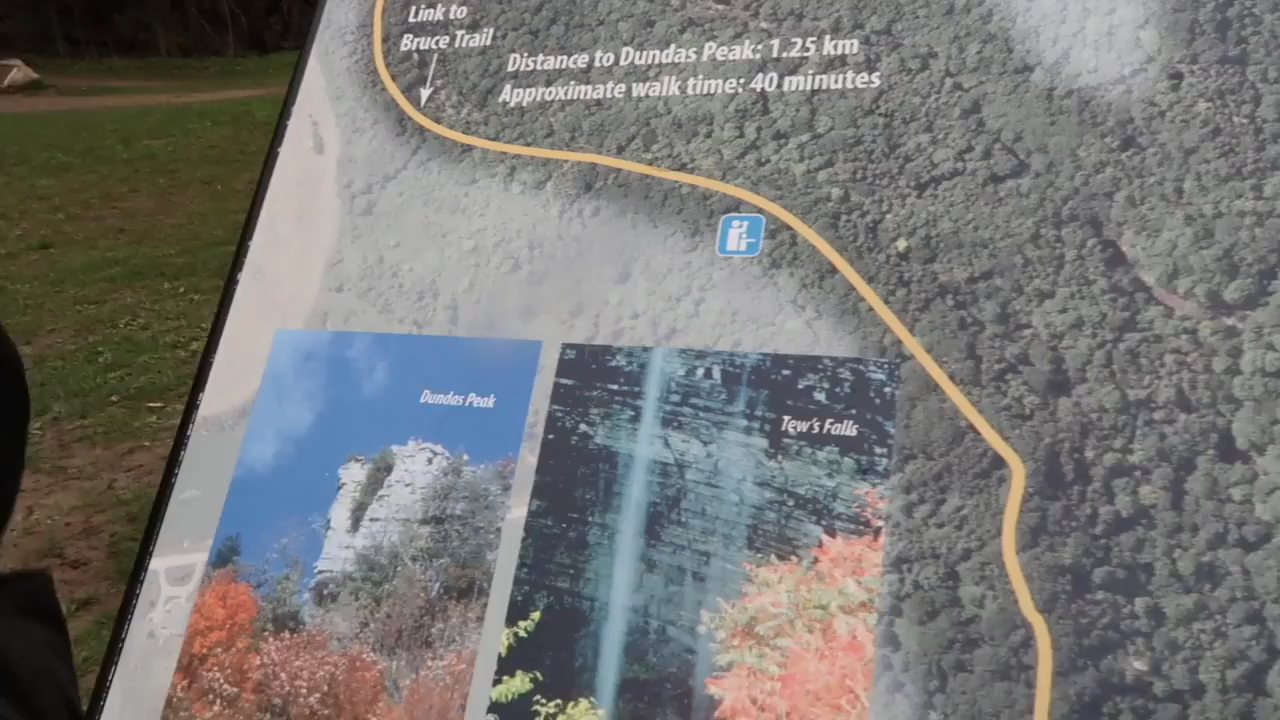 Link to
Bruce Trail
Distance to Dundas Peak: 1.25 km
Approximate walk time: 40 minutes
Dundas Peak
Tew's Falls